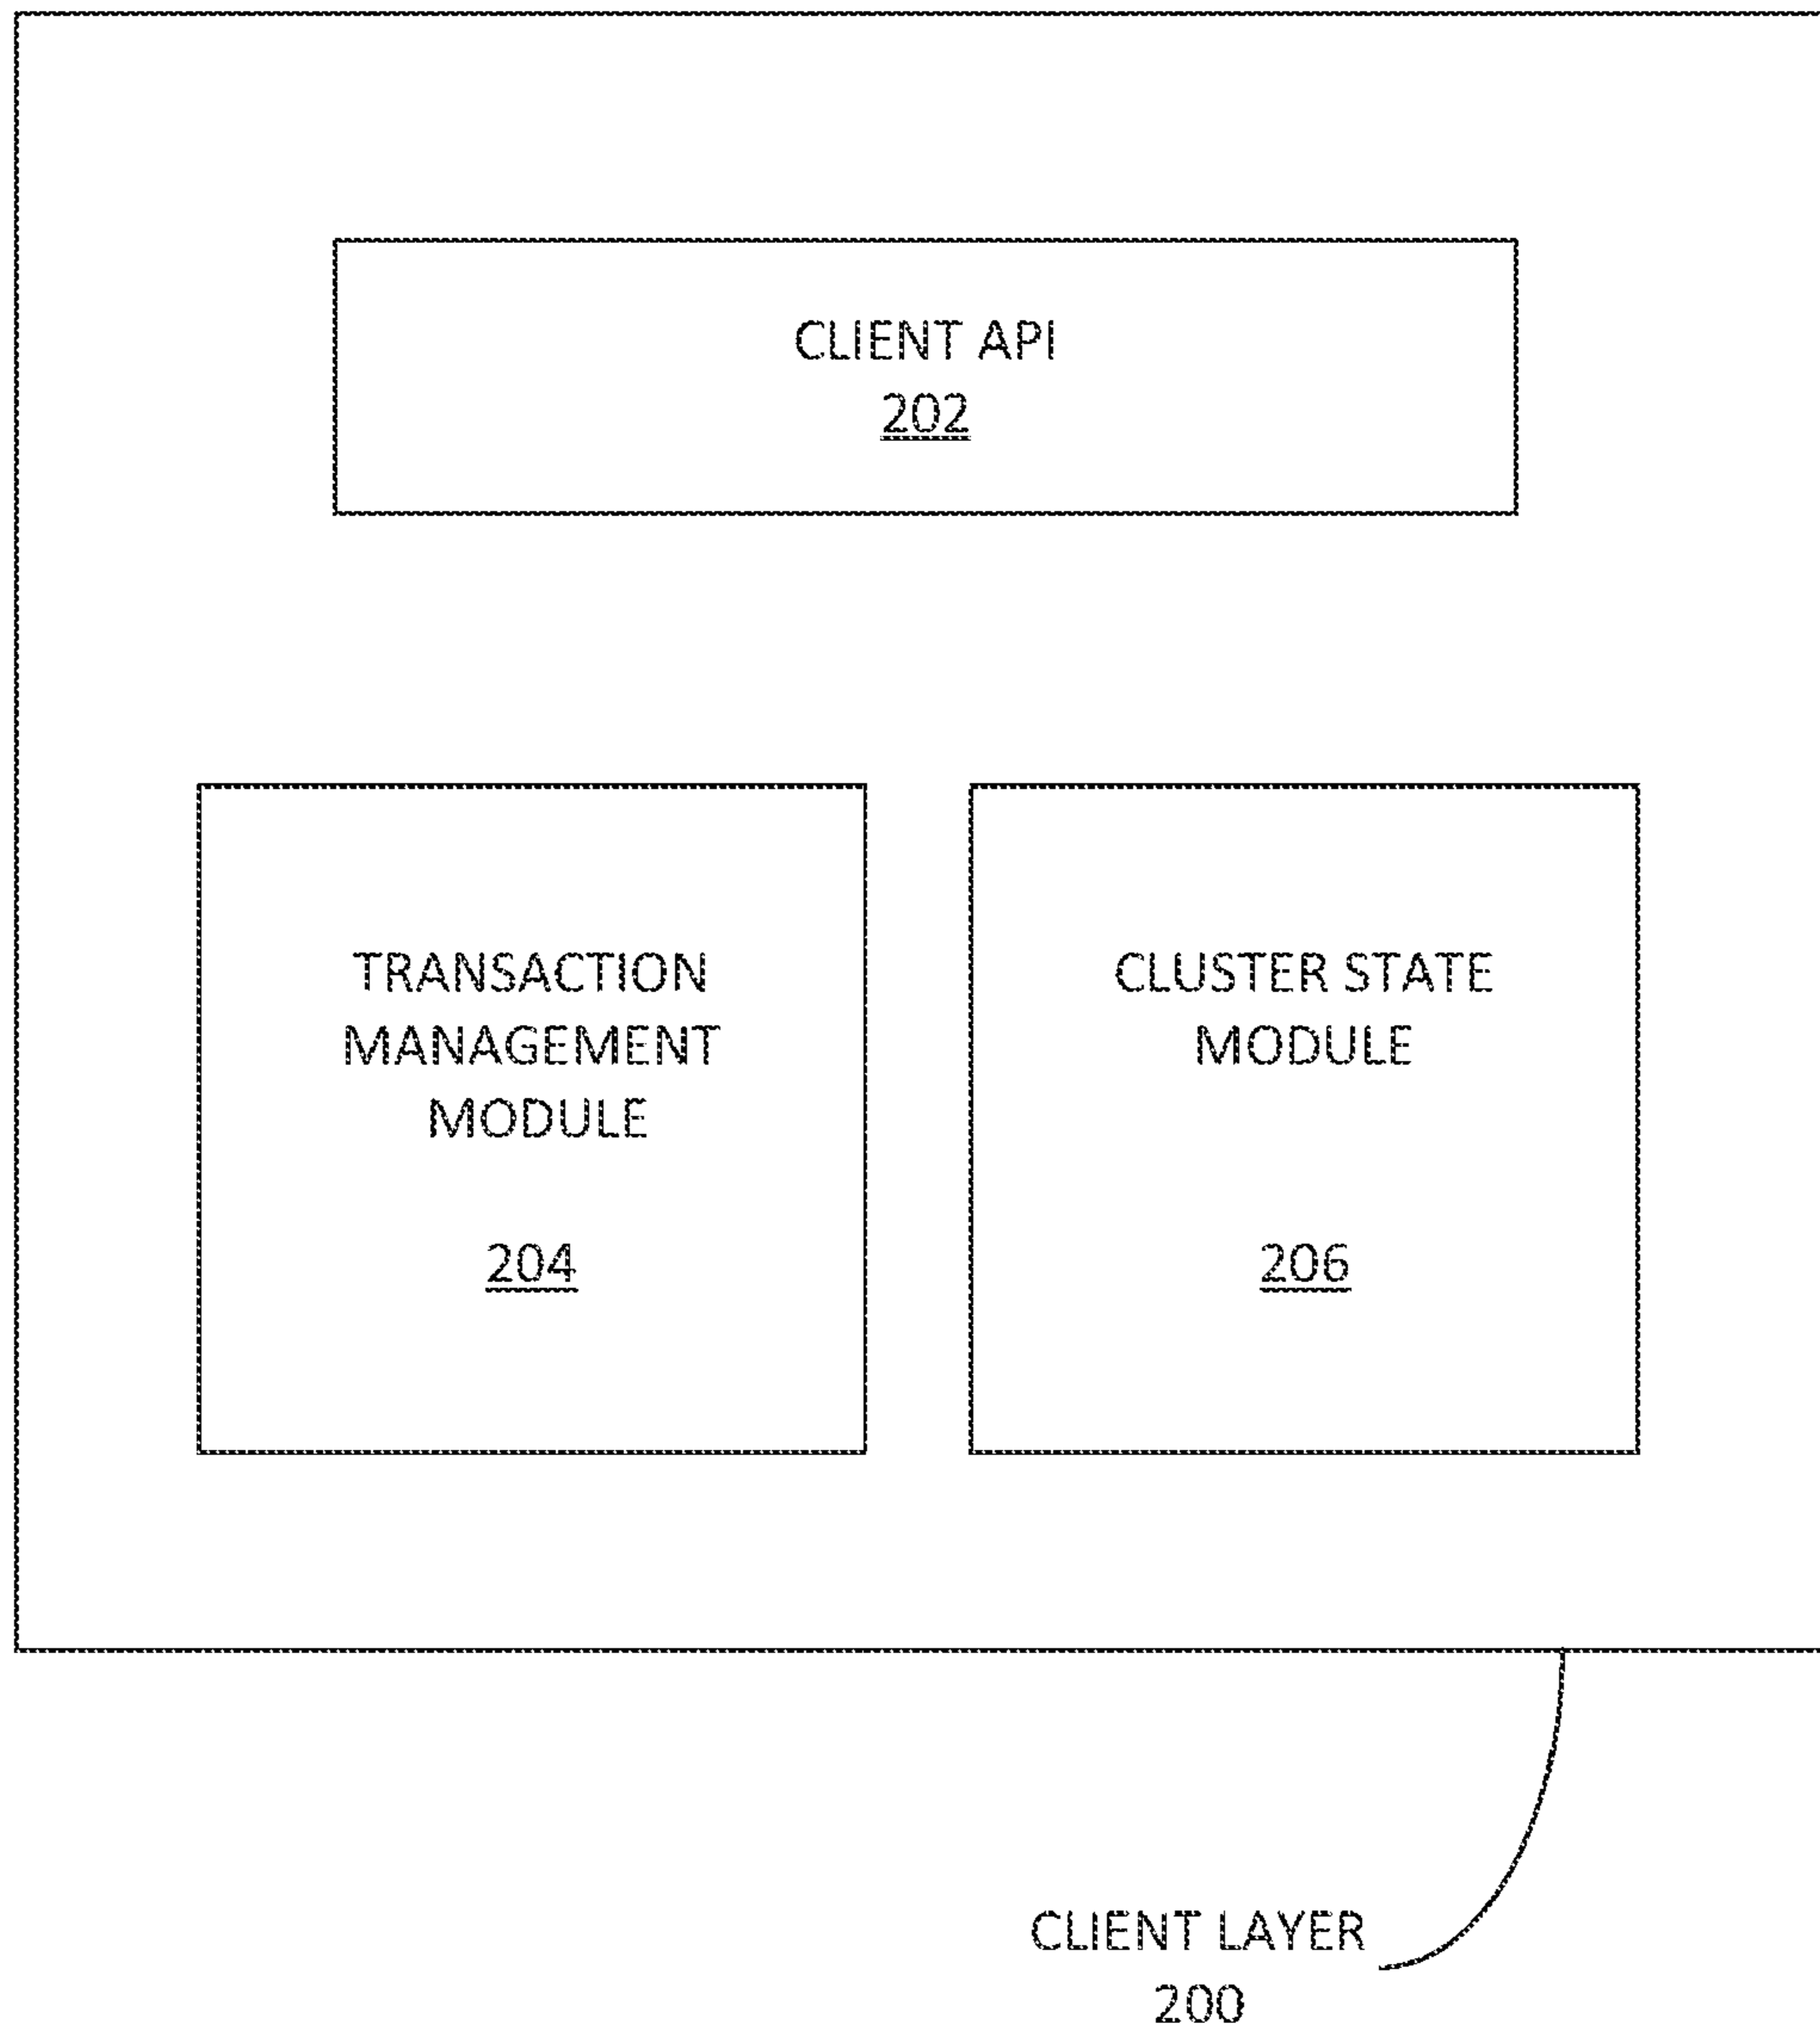 CLIENT API
202
TRANSACTION
MANAGEMENT
MODULE
204
CLUSTER STATE
MODULE
206
CLIENT LAYER
200